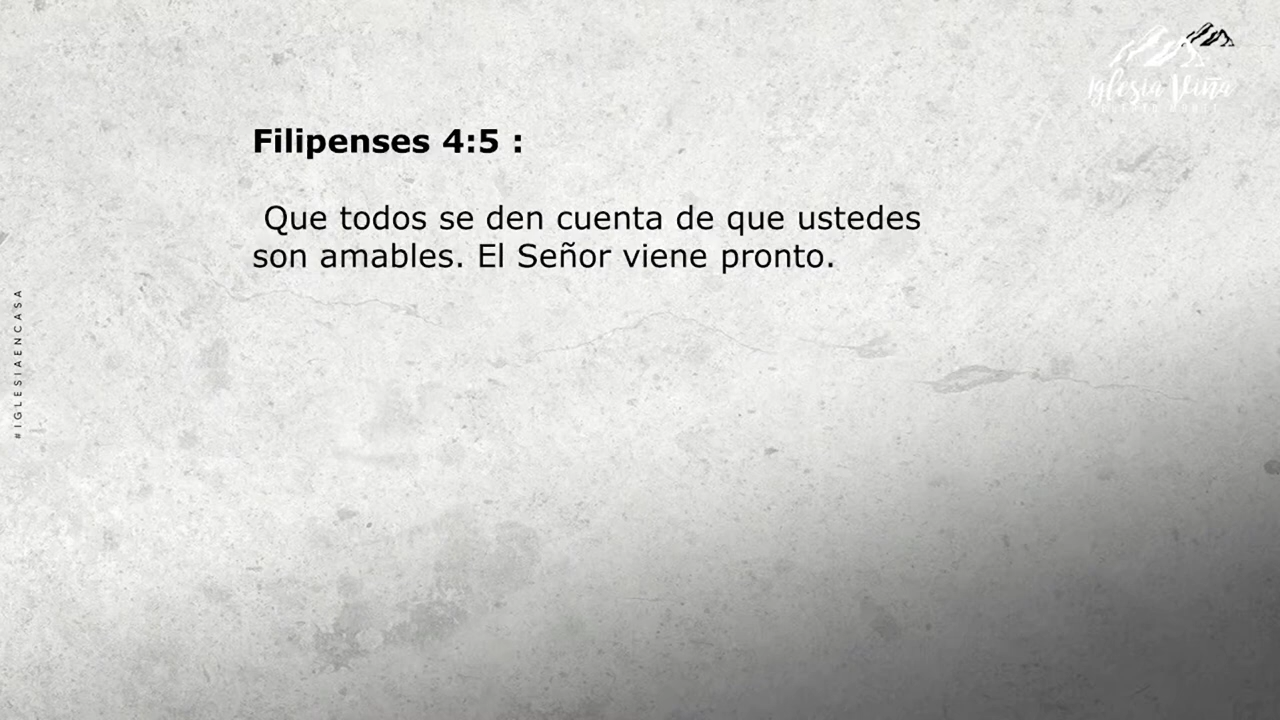 Iglesia Viña
Filipenses 4:5 :
Que todos se den cuenta de que ustedes
son amables. El Señor viene pronto.
#IGLESIAENCASA